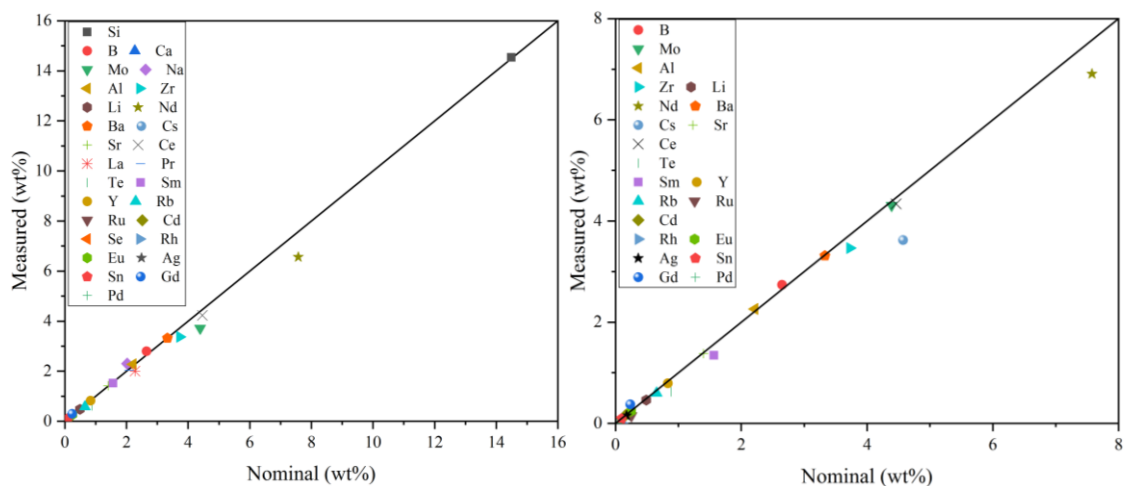 16
14
12
10
8
6
4
2
0
Measured (wt%)
Si
B Ca
Mo Na
Al Zr
Li Nd
Ba Cs
Sr Ce
La Pr
Te Sm
Y Rb
Ru Cd
Se Rh
Eu Ag
Sn Gd
Pd
0 2 4 6 8 10 12 14 16
Nominal (wt%)
8
6
4
2
0
Measured (wt%)
B
Mo
Al
Zr Li
Nd Ba
Cs Sr
Ce
Te
Sm Y
Rb Ru
Cd
Rh Eu
Ag Sn
Gd Pd
0 2 4 6 8
Nominal (wt%)